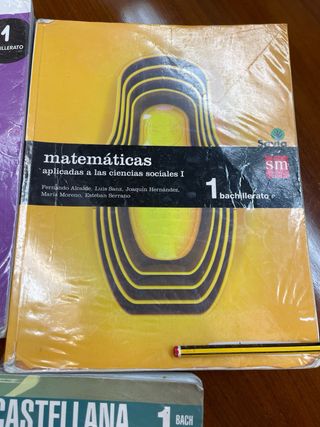 1
BACHILLERATO
matemáticas
aplicadas a las ciencias sociales I
Fernando Alcaide, Luis Sanz, Joaquín Hernández,
María Moreno, Esteban Serrano
1 bachillerato
Savia
sm
CASTELLANA
1 BACH